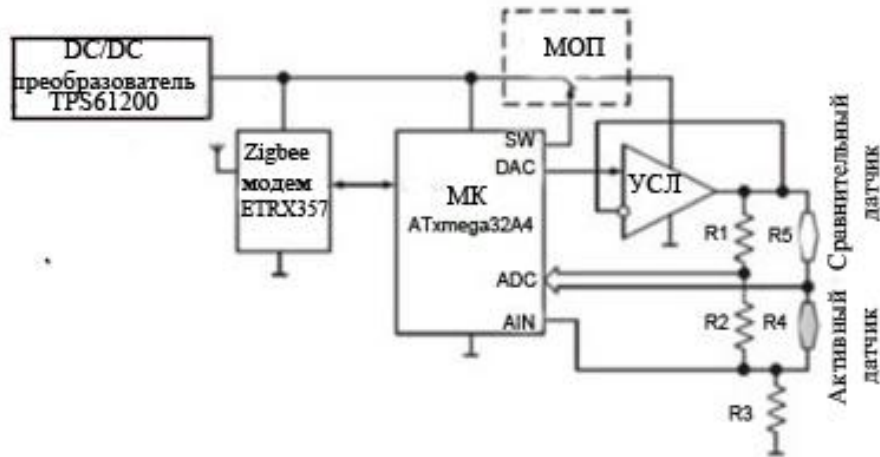 DC/DC
преобразователь
TPS61200
МОП
Zigbee
модем
ETRX357
МК
ATxmega32A4
SW
DAC
ADC
AIN
УСЛ
R1
R5
R2
R4
R3
Сравнительный
датчик
Активный
датчик